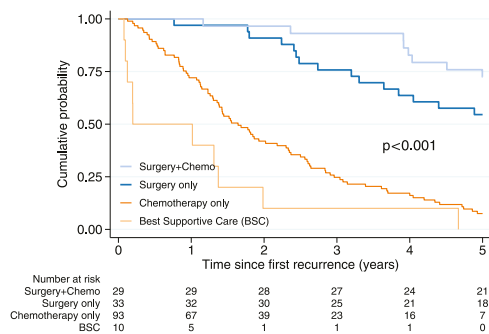 1.00
0.75
0.50
0.25
0.00
Cumulative probability
p<0.001
Surgery+Chemo
Surgery only
Chemotherapy only
Best Supportive Care (BSC)
0 1 2 3 4 5
Time since first recurrence (years)
Number at risk
Surgery+Chemo 29 29 28 27 24 21
Surgery only 33 32 30 25 21 18
Chemotherapy only 93 67 39 23 16 7
BSC 10 5 1 1 1 0